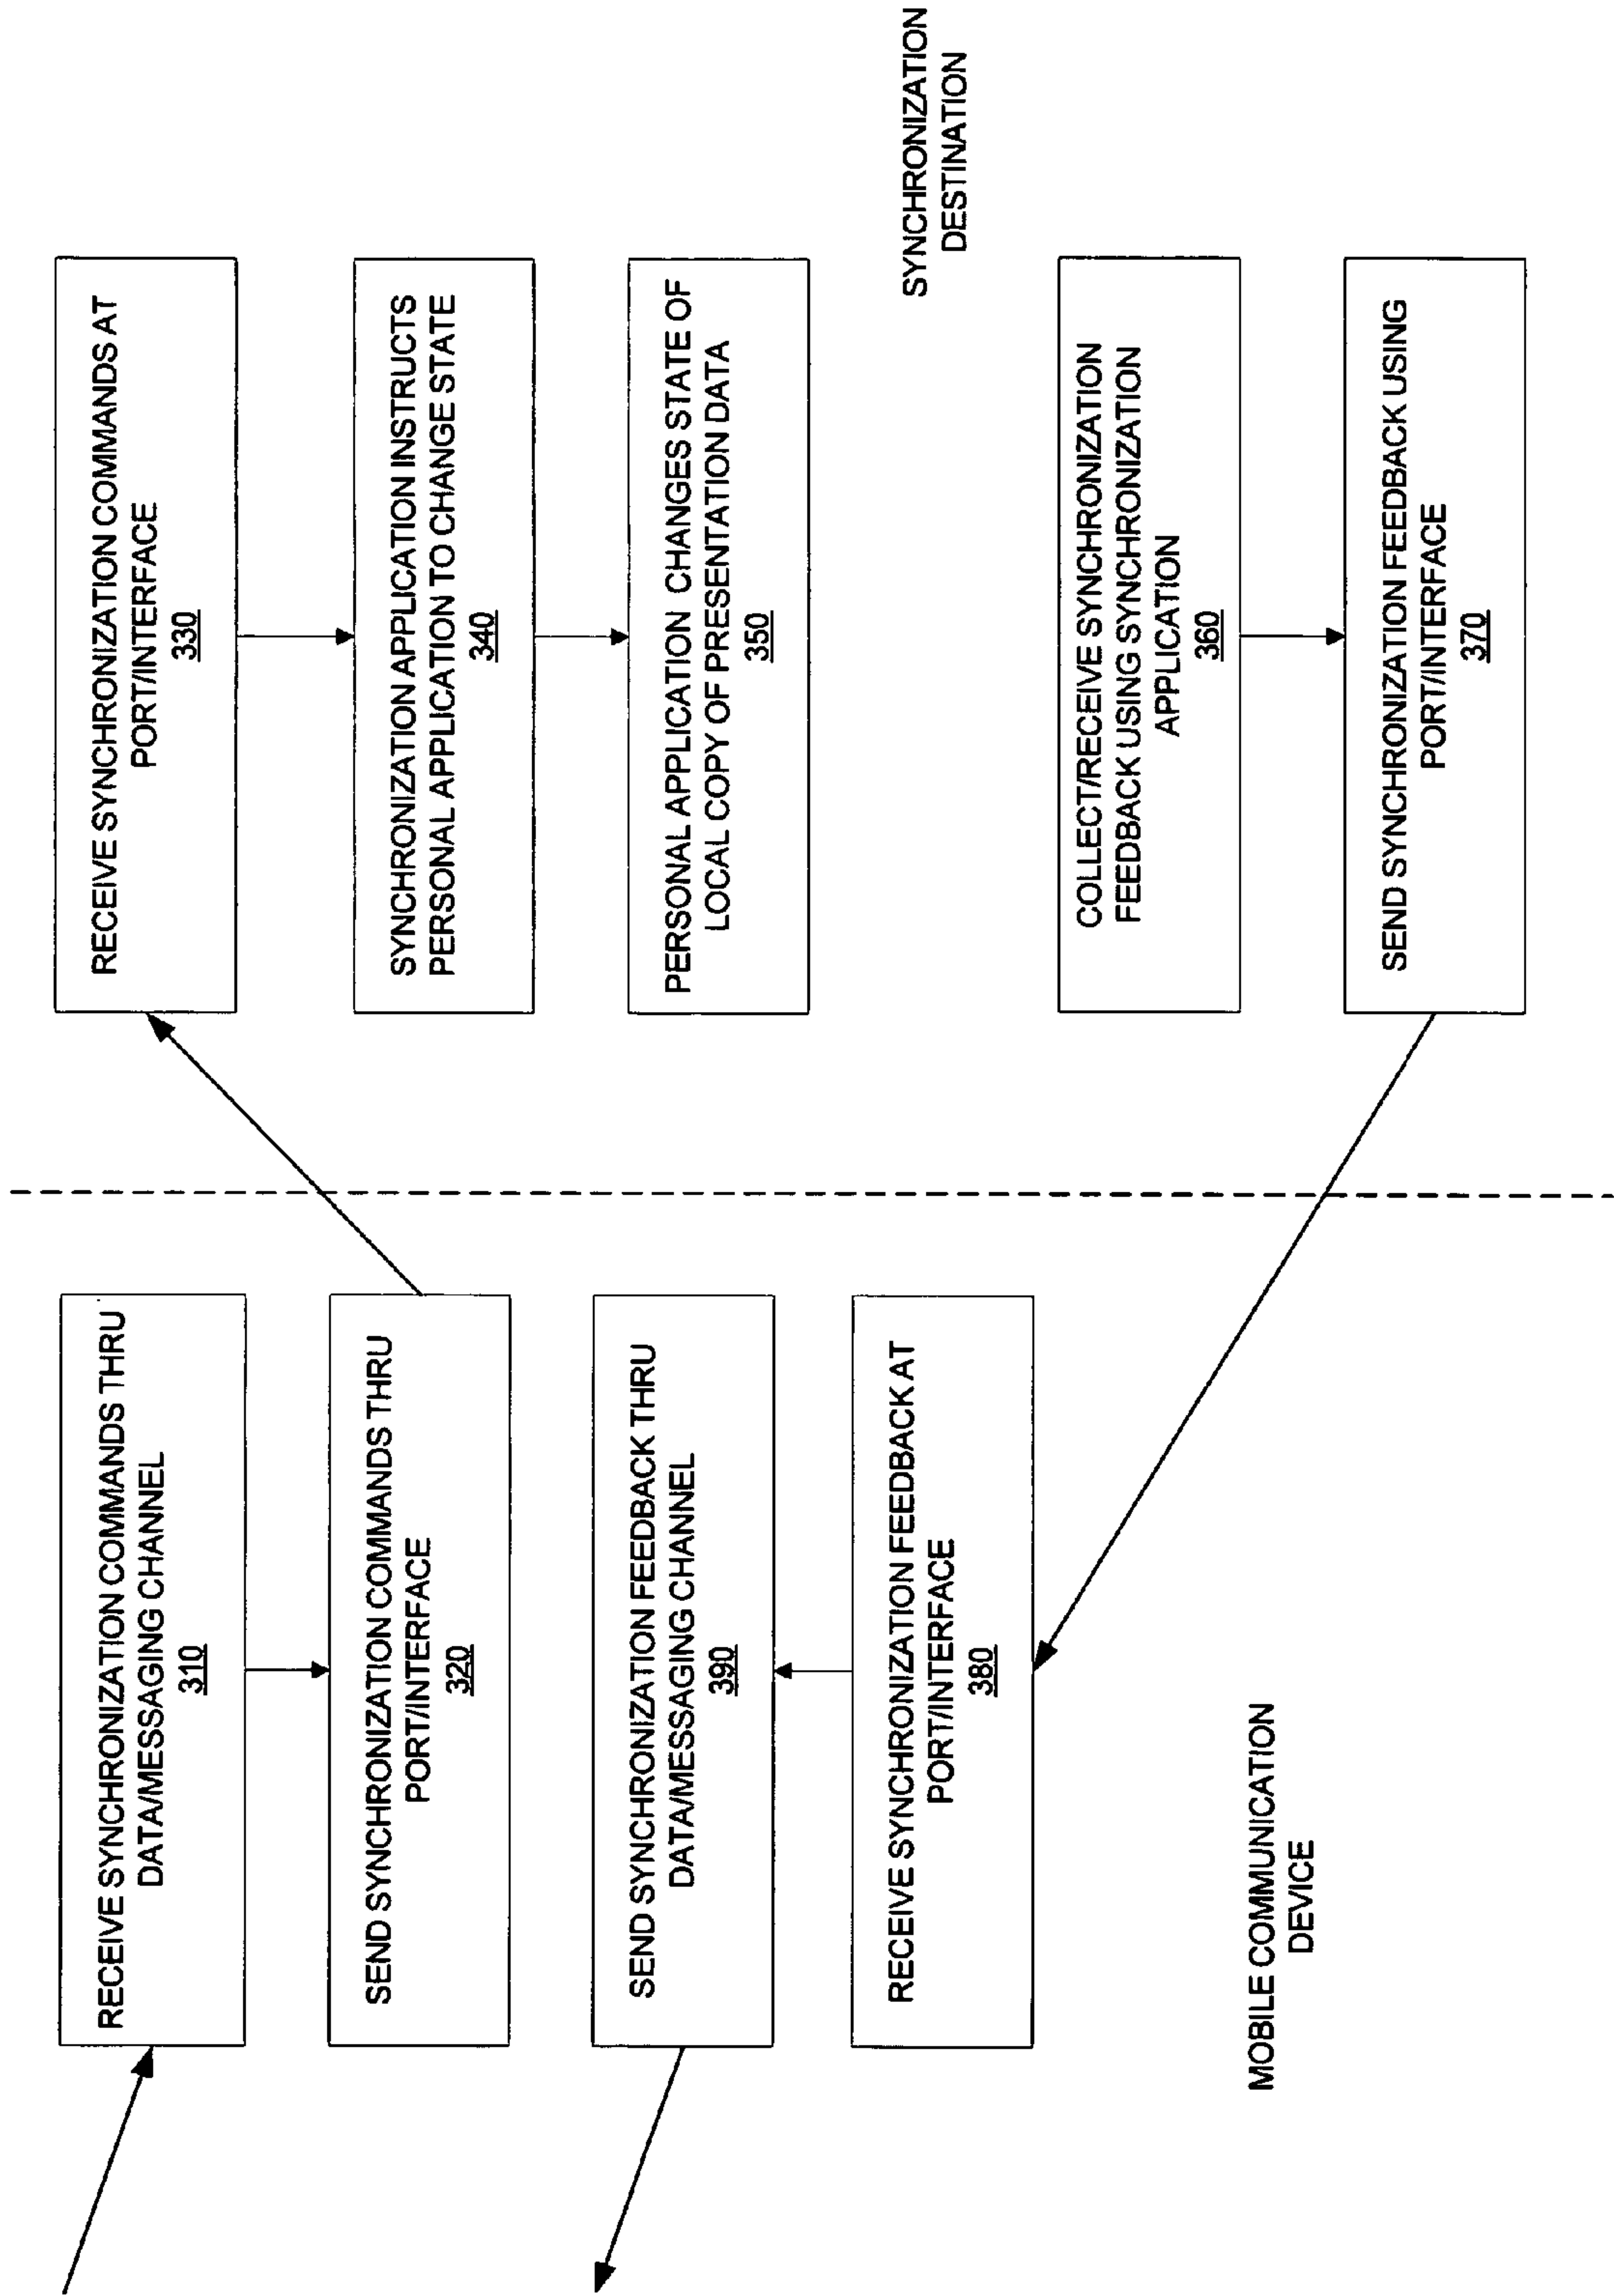 RECEIVE SYNCHRONIZATION COMMANDS THRU
DATA/MESSAGING CHANNEL
310
SEND SYNCHRONIZATION COMMANDS THRU
PORT/INTERFACE
320
SEND SYNCHRONIZATION FEEDBACK THRU
DATA/MESSAGING CHANNEL
390
RECEIVE SYNCHRONIZATION FEEDBACK AT
PORT/INTERFACE
380
MOBILE COMMUNICATION
DEVICE
RECEIVE SYNCHRONIZATION COMMANDS AT
PORT/INTERFACE
330
SYNCHRONIZATION APPLICATION INSTRUCTS
PERSONAL APPLICATION TO CHANGE STATE
340
PERSONAL APPLICATION CHANGES STATE OF
LOCAL COPY OF PRESENTATION DATA
350
SYNCHRONIZATION
DESTINATION
COLLECT/RECEIVE SYNCHRONIZATION
FEEDBACK USING SYNCHRONIZATION
APPLICATION
360
SEND SYNCHRONIZATION FEEDBACK USING
PORT/INTERFACE
370